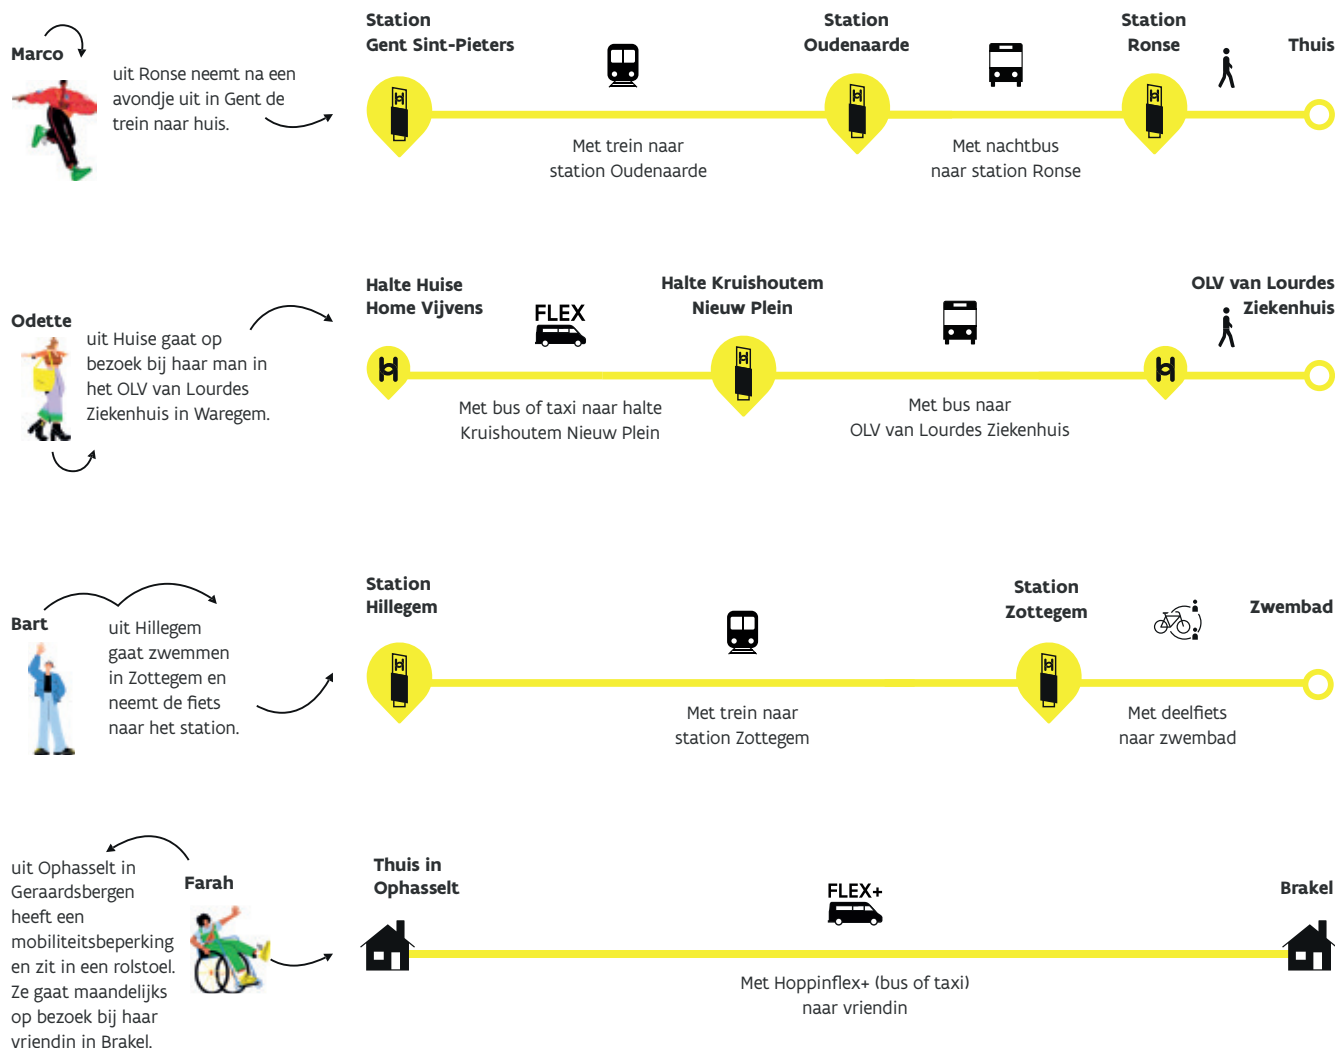 Marco
uit Ronse neemt na een
avondje uit in Gent de
trein naar huis.
Station
Gent Sint-Pieters
Station
Oudenaarde
Station
Ronse
Thuis
Met trein naar
station Oudenaarde
Met nachtbus
naar station Ronse
Odette
uit Huise gaat op
bezoek bij haar man in
het OLV van Lourdes
Ziekenhuis in Waregem.
Halte Huise
Home Vijvens
FLEX
Halte Kruishoutem
Nieuw Plein
OLV van Lourdes
Ziekenhuis
Met bus of taxi naar halte
Kruishoutem Nieuw Plein
Met bus naar
OLV van Lourdes Ziekenhuis
Bart
uit Hillegem
gaat zwemmen
in Zottegem en
neemt de fiets
naar het station.
Station
Hillegem
Station
Zottegem
Zwembad
Met trein naar
station Zottegem
Met deelfiets
naar zwembad
Farah
uit Ophasselt in
Geraardsbergen
heeft een
mobiliteitsbeperking
en zit in een rolstoel.
Ze gaat maandelijks
op bezoek bij haar
vriendin in Brakel.
Thuis in
Ophasselt
FLEX+
Brakel
Met Hoppinflex+ (bus of taxi)
naar vriendin